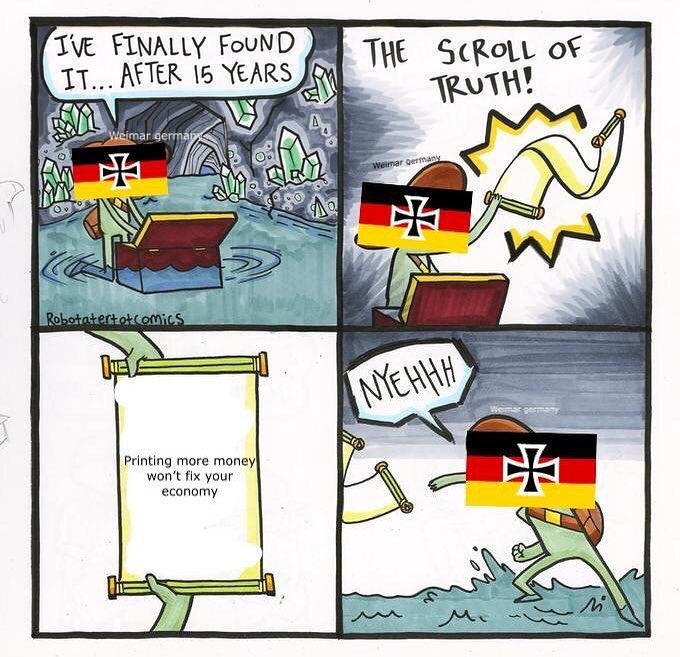 I'VE FINALLY FOUND
IT... AFTER 15 YEARS
Weimar germany
THE SCROLL OF
TRUTH!
Weimar germany
Robotatertotcomics
Printing more money
won't fix your
economy
NYEHHH
Weimar germany